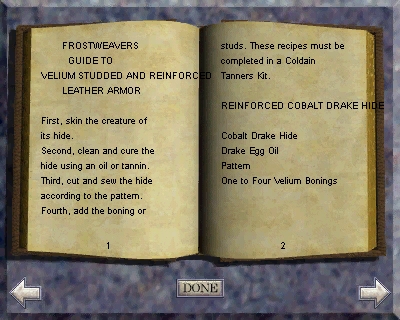 FROSTWEAVERS
GUIDE TO
VELIUM STUDDED AND REINFORCED
LEATHER ARMOR
First, skin the creature of
its hide.
Second, clean and cure the
hide using an oil or tannin.
Third, cut and sew the hide
according to the pattern.
Fourth, add the boning or
1
studs. These recipes must be
completed in a Coldain
Tanners Kit.
REINFORCED COBALT DRAKE HIDE
Cobalt Drake Hide
Drake Egg Oil
Pattern
One to Four Velium Bonings
2
DONE